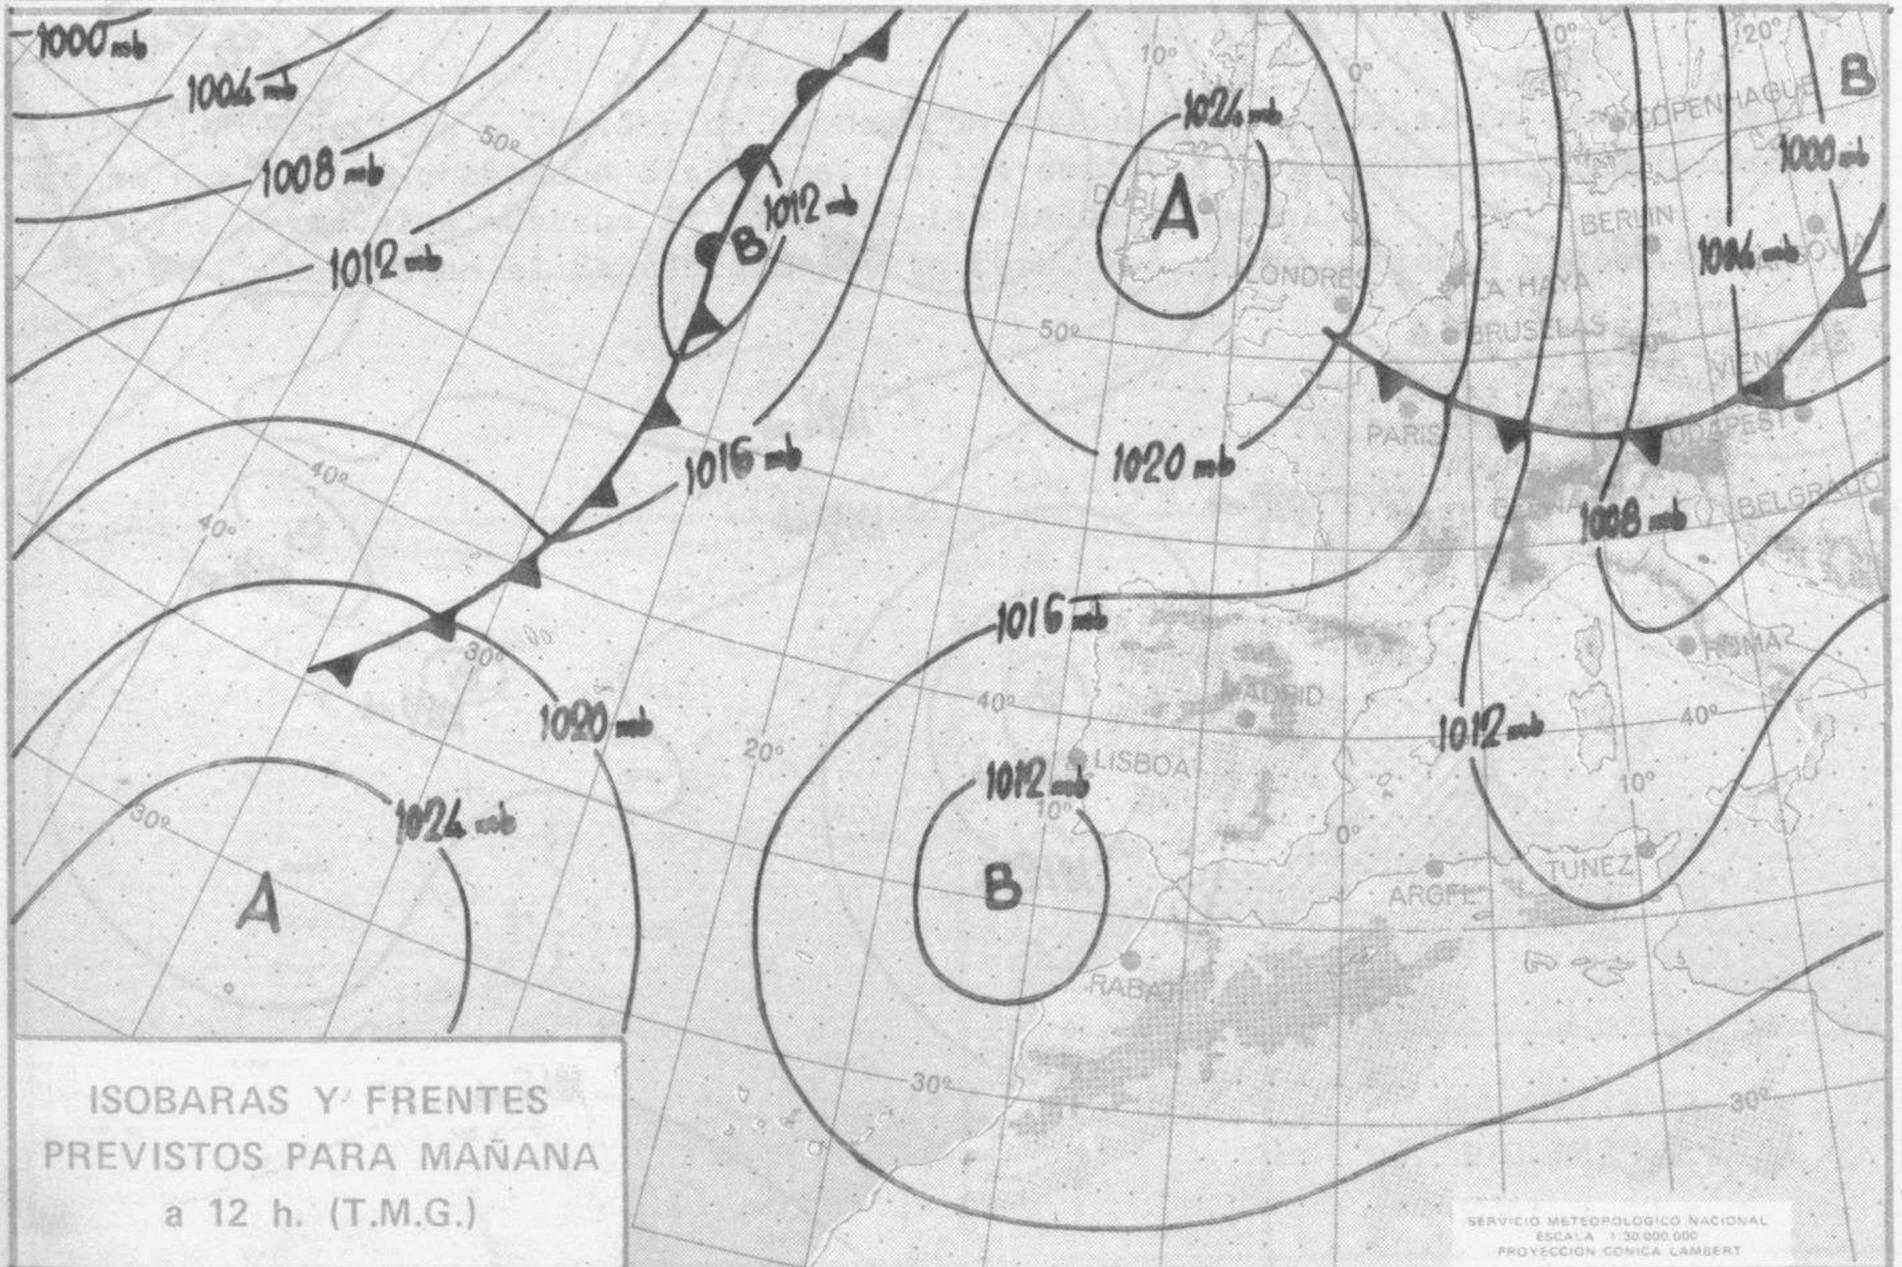 1000 mb
1004 mb
1008 mb
1012 mb
50º
B
1012 mb
10º
0º
10º
20º
B
1024 mb
COPENHAGUE
1000 mb
A
BERLIN
LONDRES
1004 mb
LA HAYA
50º
BRUSELAS
50º
VIENA
40º
40º
1016 mb
1020 mb
PARIS
BUDAPEST
1008 mb
BELGRADO
30º
1016 mb
ROMA
MADRID
40º
1020 mb
20º
1012 mb
40º
LISBOA
1012 mb
10º
10º
30º
1024 mb
0º
A
B
ARGEL
TUNEZ
RABAT
30º
30º
ISOBARAS Y FRENTES
PREVISTOS PARA MAÑANA
a 12 h. (T.M.G.)
SERVICIO METEOROLOGICO NACIONAL
ESCALA 1:30.000.000
PROYECCION CONICA LAMBERT